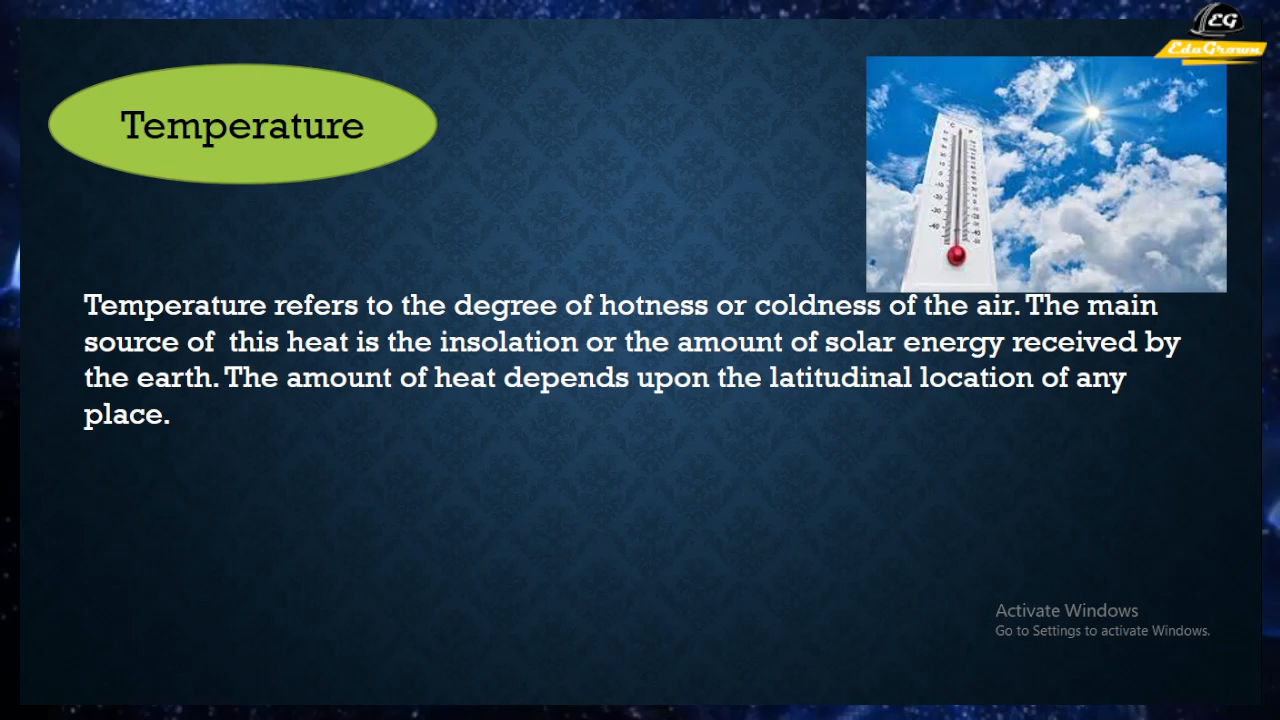 EG
EduGrown
Temperature
Temperature refers to the degree of hotness or coldness of the air. The main
source of  this heat is the insolation or the amount of solar energy received by
the earth. The amount of heat depends upon the latitudinal location of any
place.
Activate Windows
Go to Settings to activate Windows.